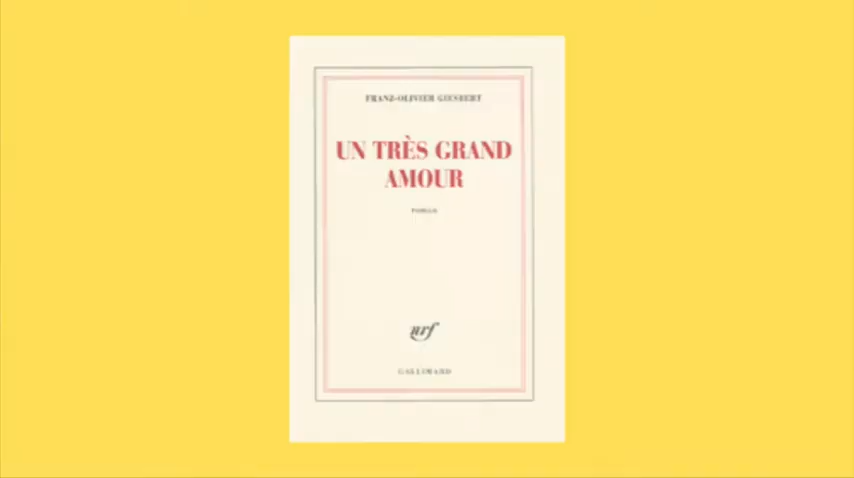 FRANZ-OLIVIER GIESBERT
UN TRÈS GRAND
AMOUR
roman
nrf
GALLIMARD